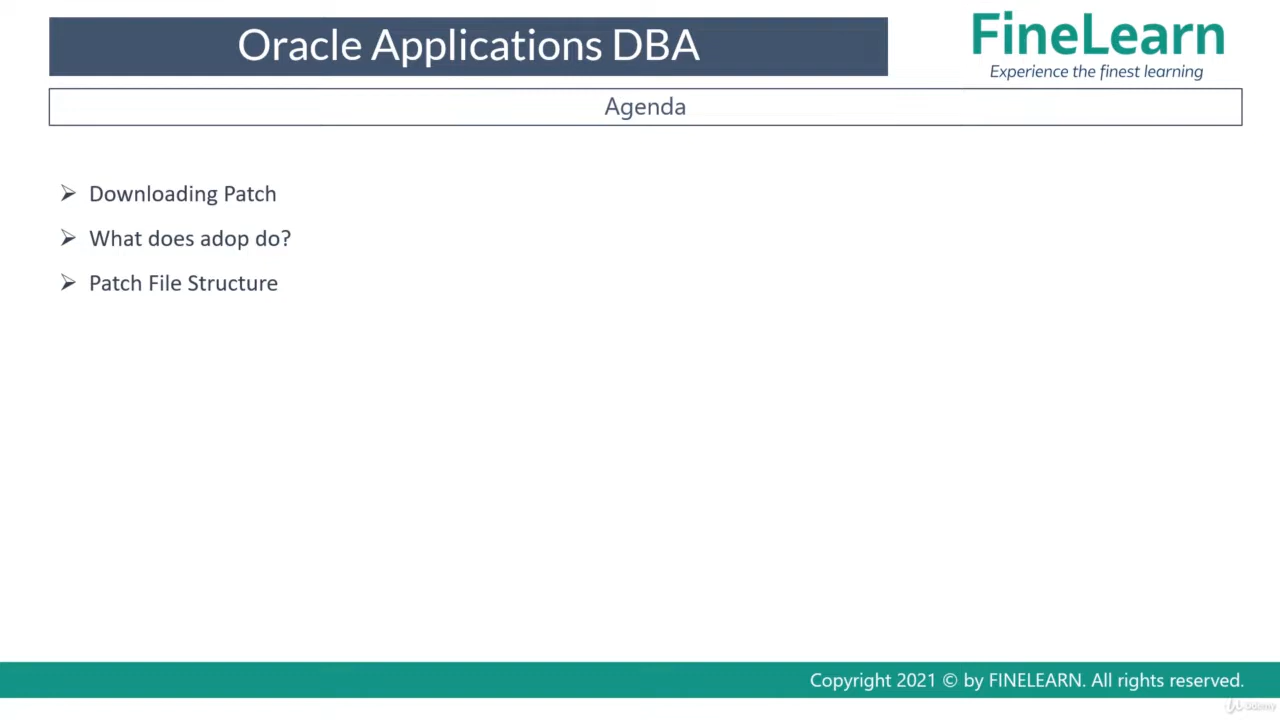 Oracle Applications DBA
FineLearn
Experience the finest learning
Agenda
Downloading Patch
What does adop do?
Patch File Structure
Copyright 2021 © by FINELEARN. All rights reserved.
Udemy